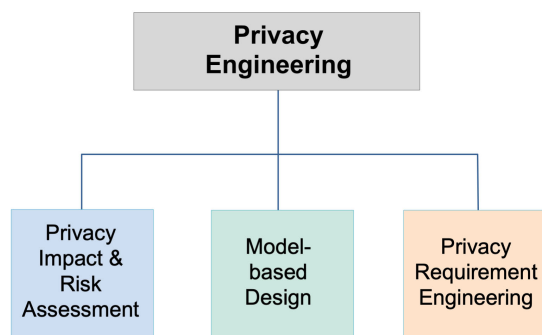 Privacy
Engineering
Privacy
Impact &
Risk
Assessment
Model-
based
Design
Privacy
Requirement
Engineering